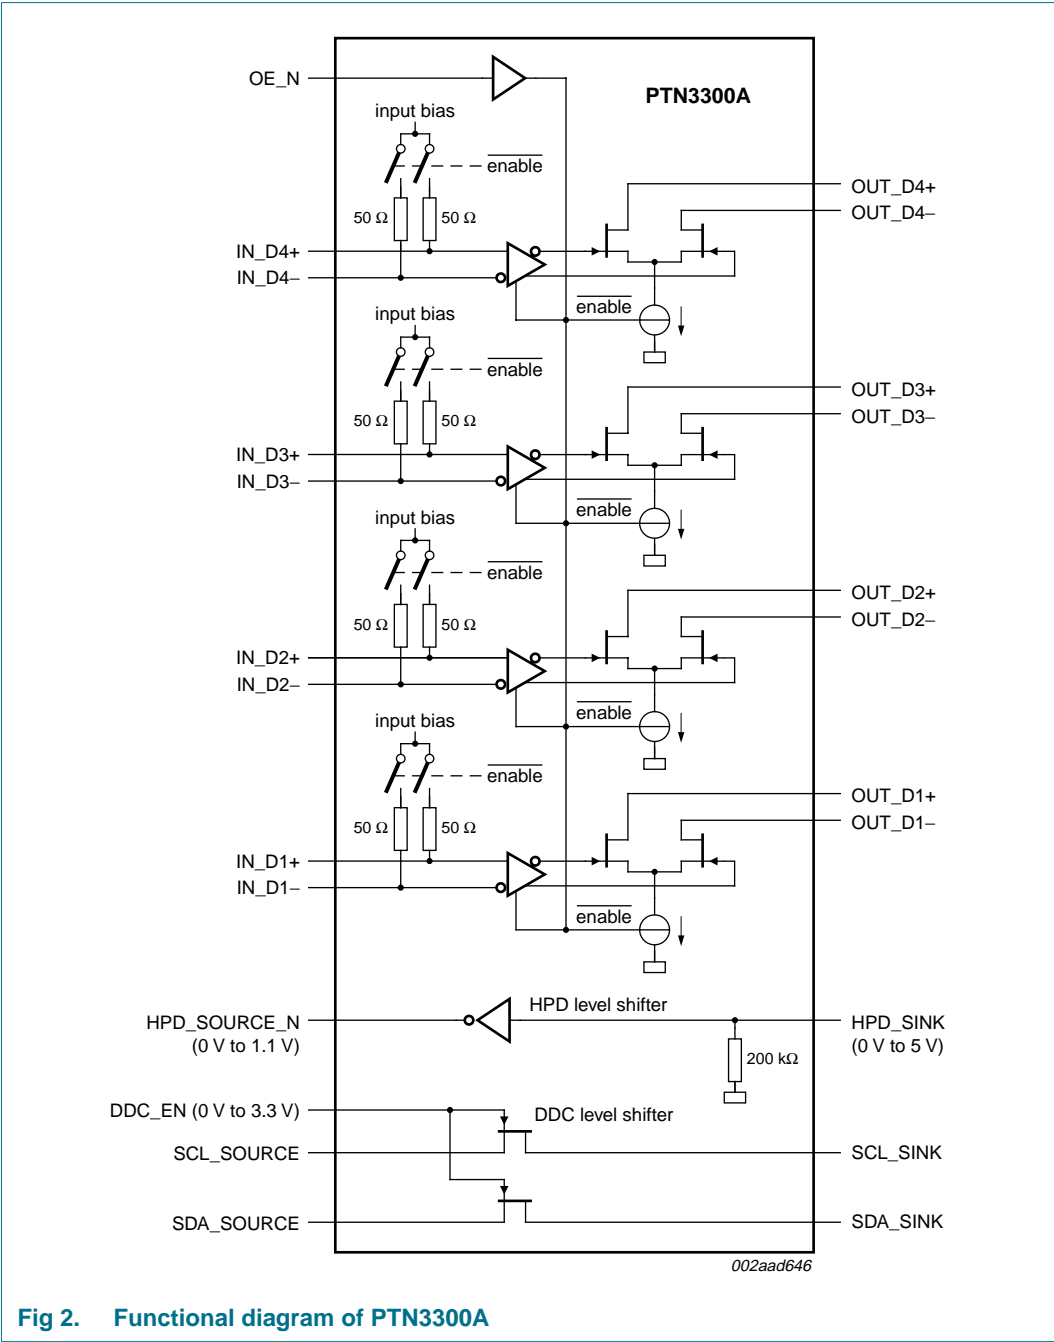 OE_N
PTN3300A
input bias
enable
OUT_D4+
50 Ω
50 Ω
OUT_D4−
IN_D4+
IN_D4−
enable
input bias
enable
OUT_D3+
50 Ω
50 Ω
OUT_D3−
IN_D3+
IN_D3−
enable
input bias
enable
OUT_D2+
50 Ω
50 Ω
OUT_D2−
IN_D2+
IN_D2−
enable
input bias
enable
OUT_D1+
50 Ω
50 Ω
OUT_D1−
IN_D1+
IN_D1−
enable
HPD level shifter
HPD_SOURCE_N
(0 V to 1.1 V)
HPD_SINK
(0 V to 5 V)
200 kΩ
DDC_EN (0 V to 3.3 V)
DDC level shifter
SCL_SOURCE
SCL_SINK
SDA_SOURCE
SDA_SINK
002aad646
Fig 2. Functional diagram of PTN3300A